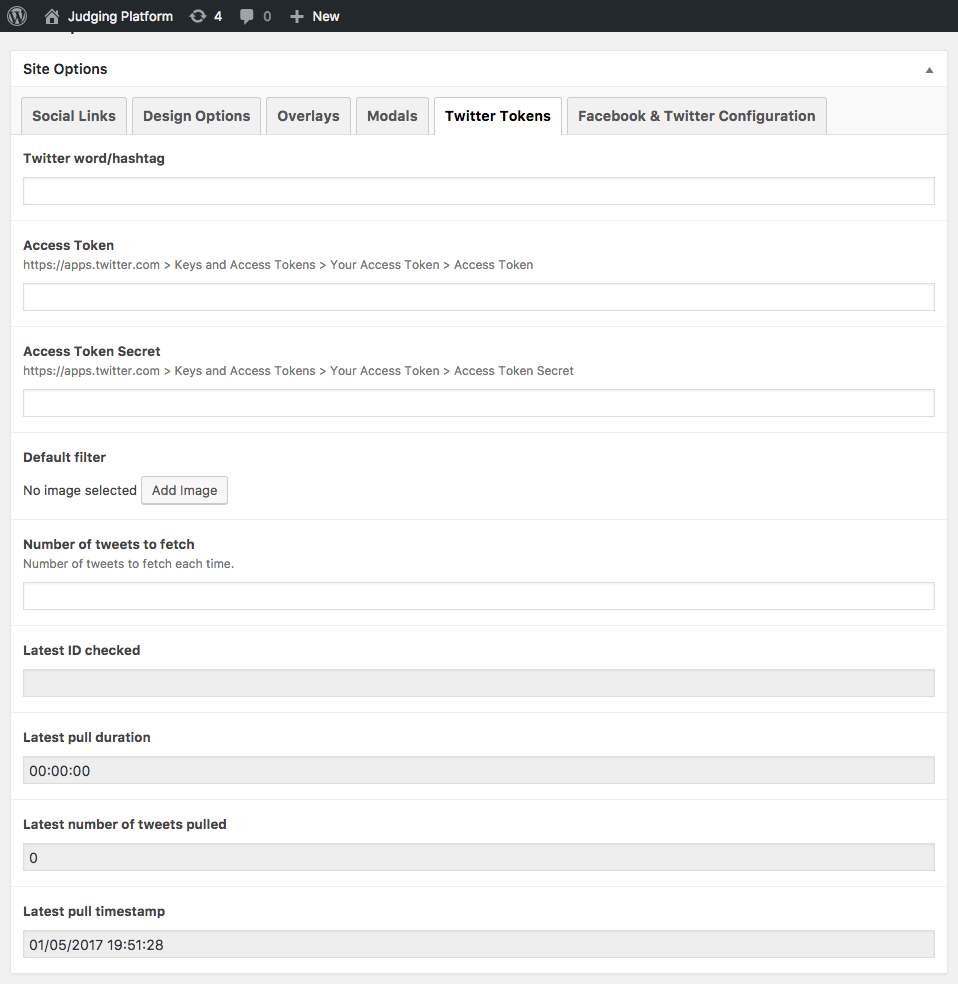 Judging Platform 4 0 New
Site Options
Social Links Design Options Overlays Modals Twitter Tokens Facebook & Twitter Configuration
Twitter word/hashtag
Access Token
https://apps.twitter.com > Keys and Access Tokens > Your Access Token > Access Token
Access Token Secret
https://apps.twitter.com > Keys and Access Tokens > Your Access Token > Access Token Secret
Default filter
No image selected Add Image
Number of tweets to fetch
Number of tweets to fetch each time.
Latest ID checked
Latest pull duration
00:00:00
Latest number of tweets pulled
0
Latest pull timestamp
01/05/2017 19:51:28